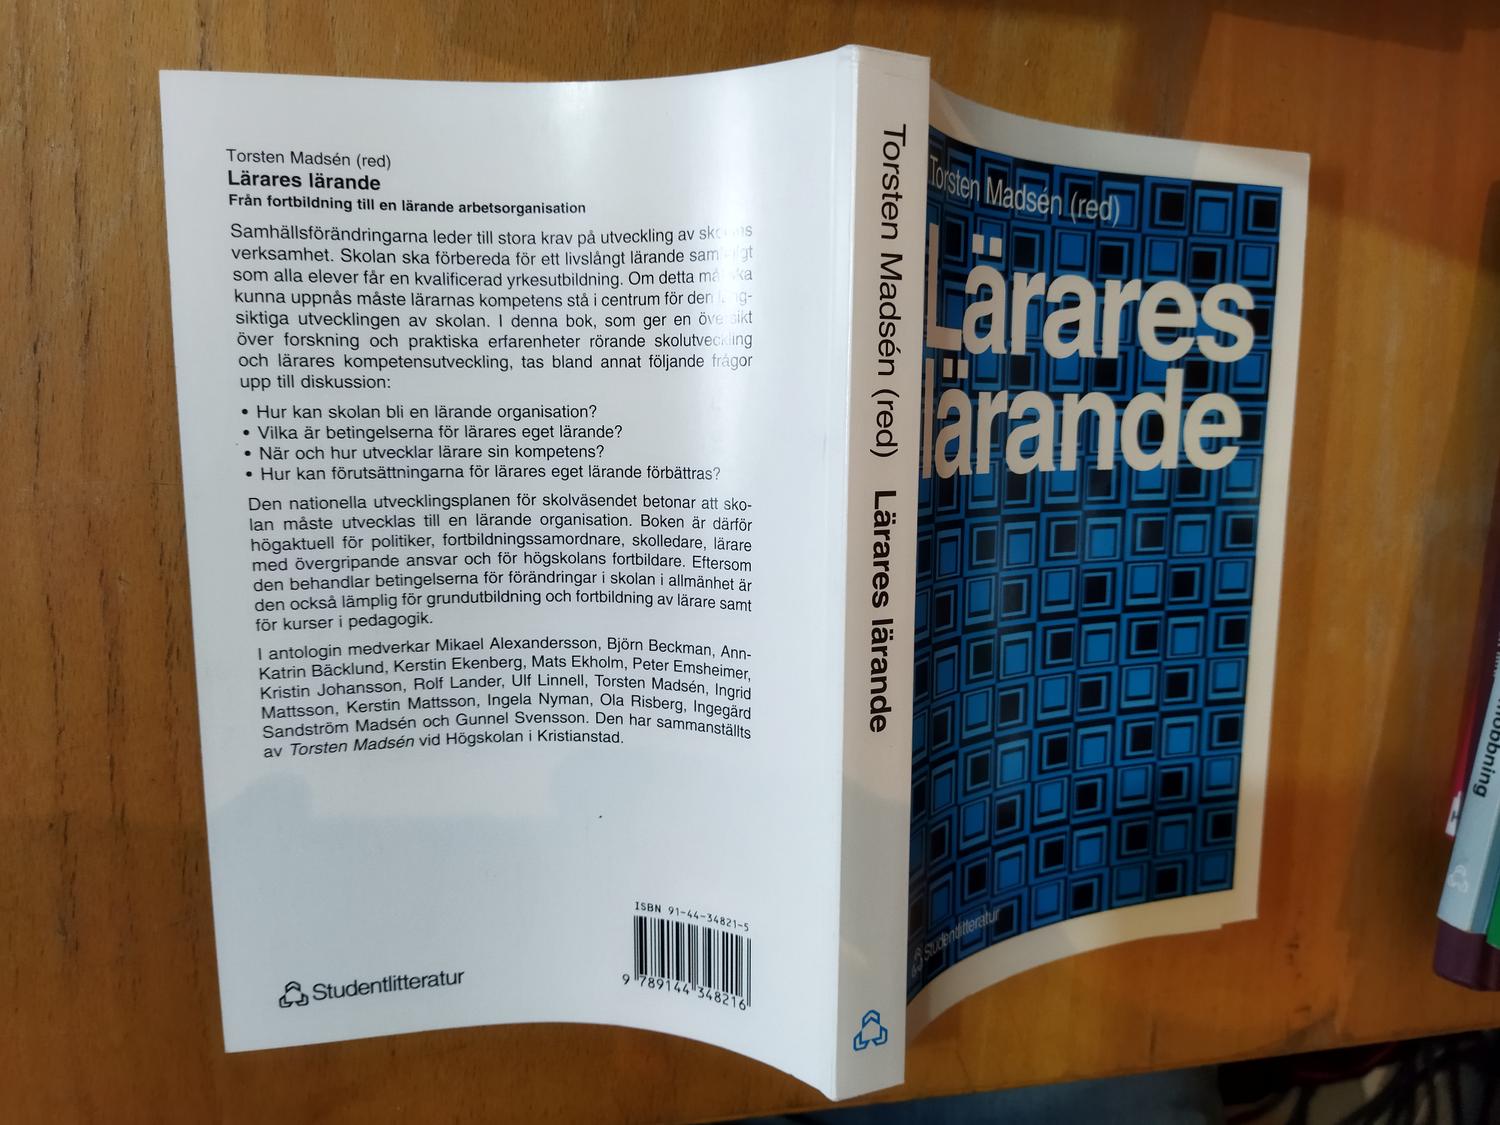 Torsten Madsén (red)
Lärares lärande
Från fortbildning till en lärande arbetsorganisation
Samhällsförändringarna leder till stora krav på utveckling av skolans
verksamhet. Skolan ska förbereda för ett livslångt lärande samtidigt
som alla elever får en kvalificerad yrkesutbildning. Om detta mål ska
kunna uppnås måste lärarnas kompetens stå i centrum för den lång-
siktiga utvecklingen av skolan. I denna bok, som ger en översikt
över forskning och praktiska erfarenheter rörande skolutveckling
och lärares kompetensutveckling, tas bland annat följande frågor
upp till diskussion:
• Hur kan skolan bli en lärande organisation?
• Vilka är betingelserna för lärares eget lärande?
• När och hur utvecklar lärare sin kompetens?
• Hur kan förutsättningarna för lärares eget lärande förbättras?
Den nationella utvecklingsplanen för skolväsendet betonar att sko-
lan måste utvecklas till en lärande organisation. Boken är därför
högaktuell för politiker, fortbildningssamordnare, skolledare, lärare
med övergripande ansvar och för högskolans fortbildare. Eftersom
den behandlar betingelserna för förändringar i skolan i allmänhet är
den också lämplig för grundutbildning och fortbildning av lärare samt
för kurser i pedagogik.
I antologin medverkar Mikael Alexandersson, Björn Beckman, Ann-
Katrin Bäcklund, Kerstin Ekenberg, Mats Ekholm, Peter Emsheimer,
Kristin Johansson, Rolf Lander, Ulf Linnell, Torsten Madsén, Ingrid
Mattsson, Kerstin Mattsson, Ingela Nyman, Ola Risberg, Ingegärd
Sandström Madsén och Gunnel Svensson. Den har sammanställts
av Torsten Madsén vid Högskolan i Kristianstad.
Studentlitteratur
ISBN 91-44-34821-5
9 789144 348216
Torsten Madsén (red) Lärares lärande
Torsten Madsén (red)
Lärares
lärande
Studentlitteratur